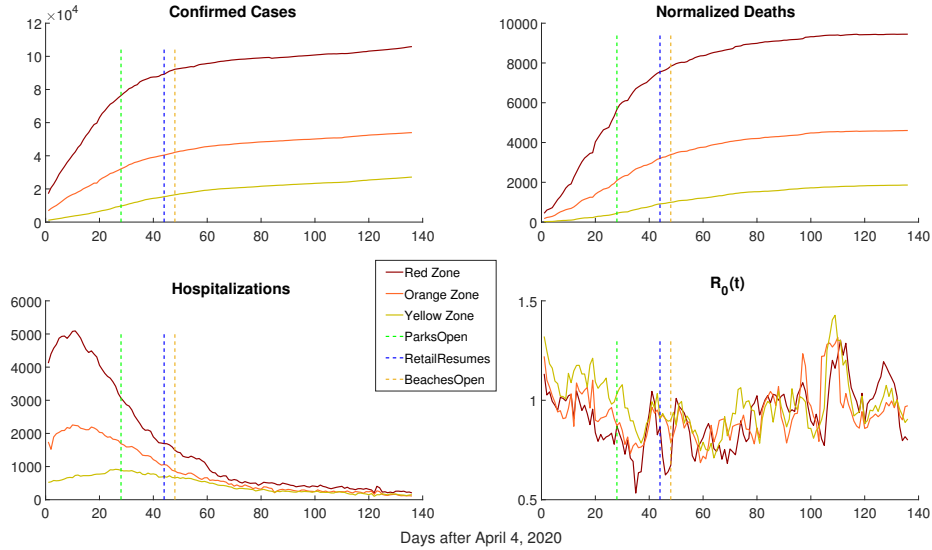 Confirmed Cases
×10^4
12
10
8
6
4
2
0
0 20 40 60 80 100 120 140
Normalized Deaths
10000
8000
6000
4000
2000
0
0 20 40 60 80 100 120 140
Hospitalizations
6000
5000
4000
3000
2000
1000
0
0 20 40 60 80 100 120 140
Red Zone
Orange Zone
Yellow Zone
ParksOpen
RetailResumes
BeachesOpen
R_0(t)
1.5
1
0.5
0 20 40 60 80 100 120 140
Days after April 4, 2020